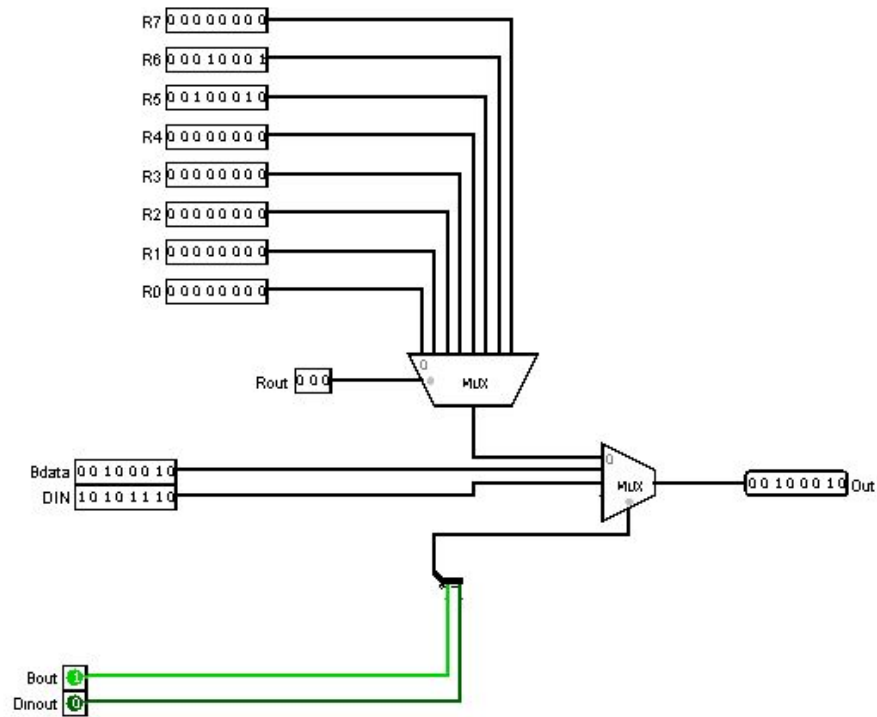 R7 0 0 0 0 0 0 0 0
R6 0 0 0 1 0 0 0 1
R5 0 0 1 0 0 0 1 0
R4 0 0 0 0 0 0 0 0
R3 0 0 0 0 0 0 0 0
R2 0 0 0 0 0 0 0 0
R1 0 0 0 0 0 0 0 0
R0 0 0 0 0 0 0 0 0
0
Rout 0 0 0
MUX
Bdata 0 0 1 0 0 0 1 0
DIN 1 0 1 0 1 1 1 0
0
MUX
0 0 1 0 0 0 1 0 Out
Bout 1
Dinout 0